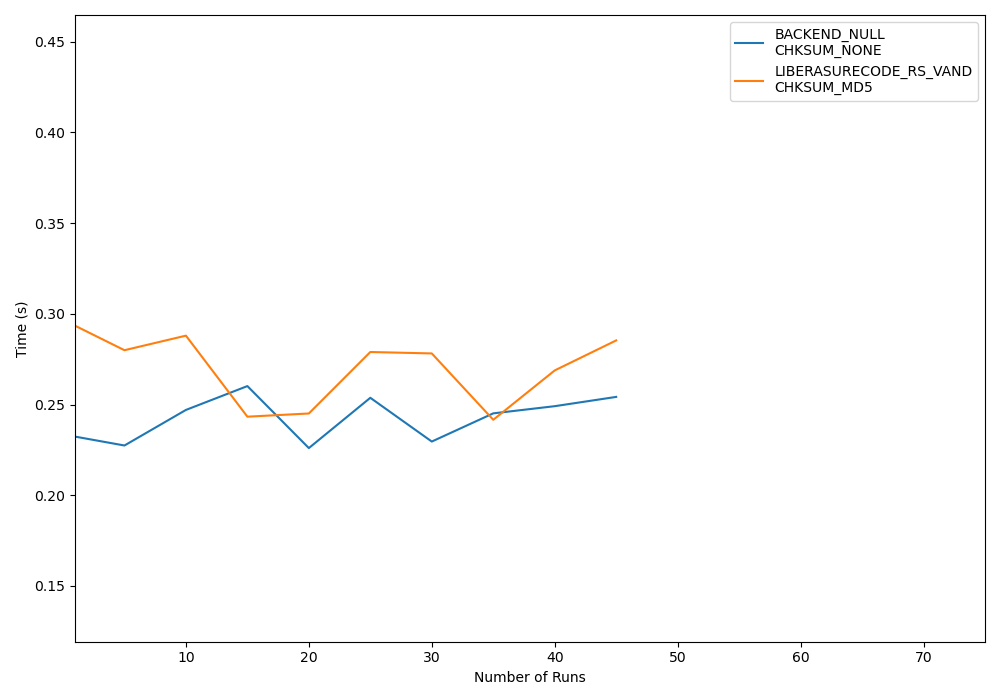 BACKEND_NULL
CHKSUM_NONE
LIBERASURECODE_RS_VAND
CHKSUM_MD5
0.45
0.40
0.35
0.30
0.25
0.20
0.15
Time (s)
10
20
30
40
50
60
70
Number of Runs